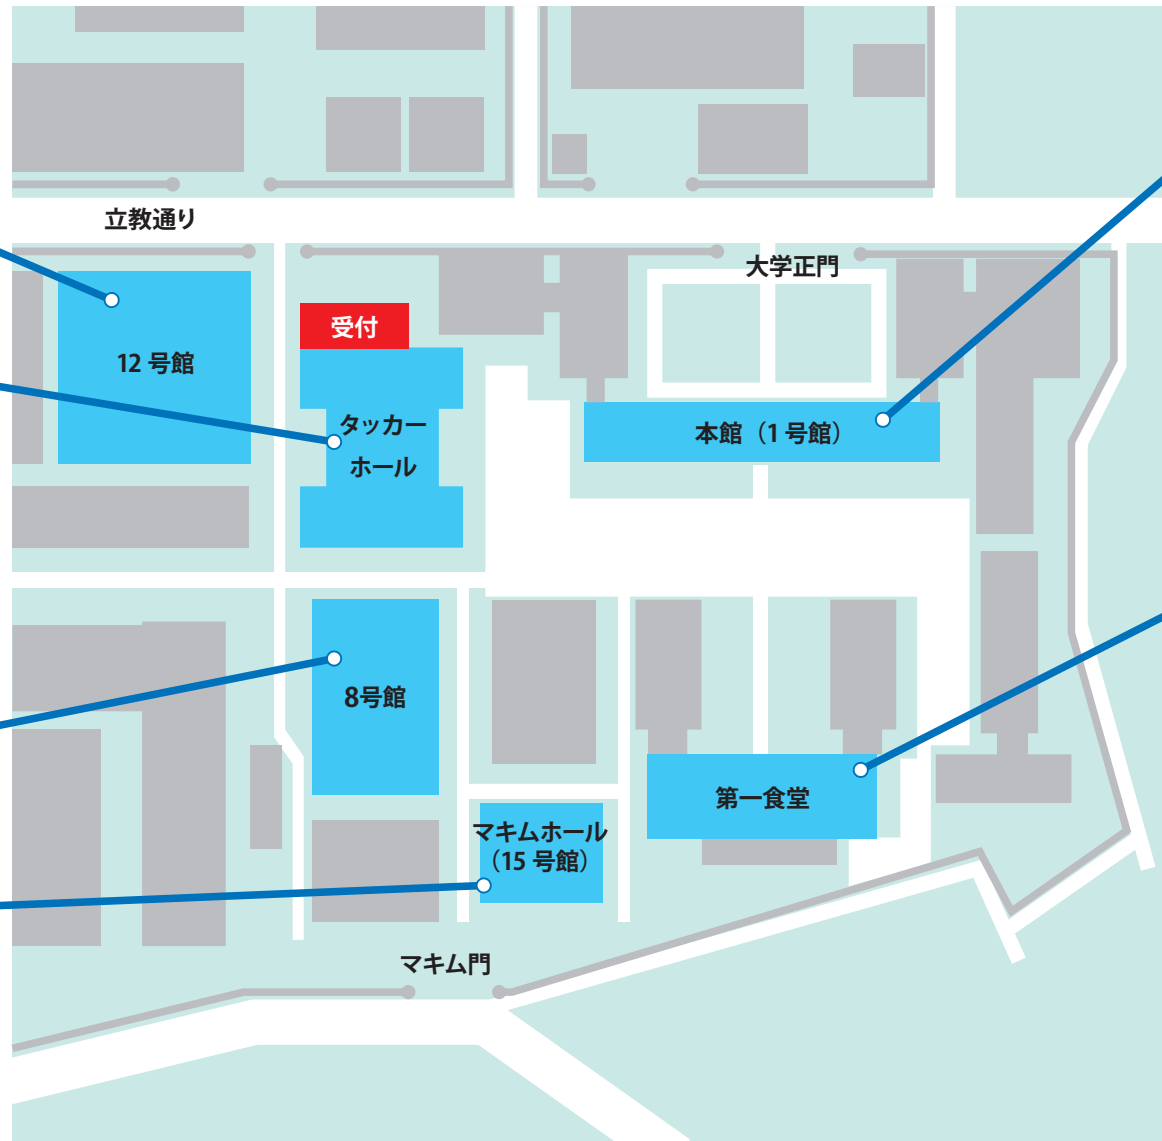 立教通り
大学正門
受付
12 号館
タッカー
ホール
本館（1 号館）
8号館
第一食堂
マキムホール
（15 号館）
マキム門